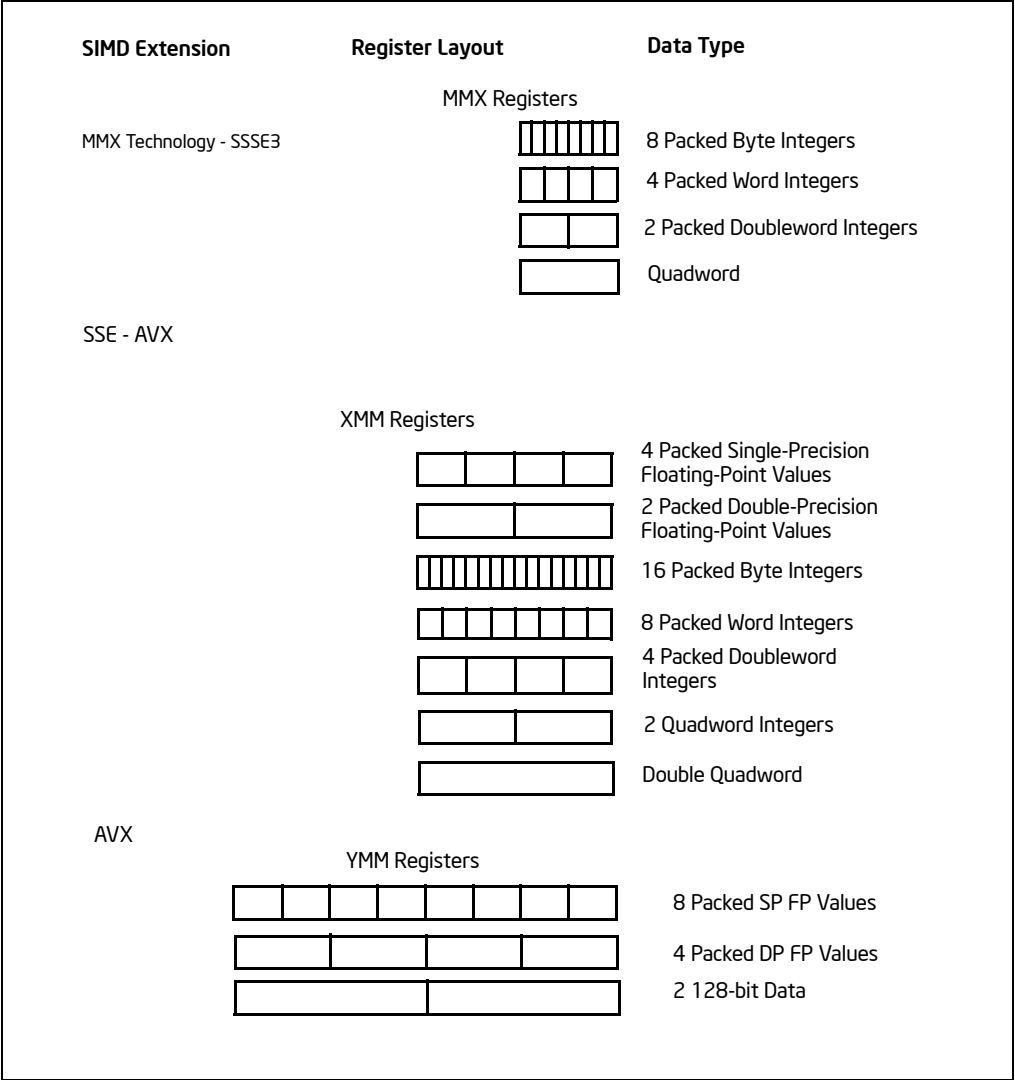 SIMD Extension Register Layout Data Type
MMX Registers
MMX Technology - SSSE3
8 Packed Byte Integers
4 Packed Word Integers
2 Packed Doubleword Integers
Quadword
SSE - AVX
XMM Registers
4 Packed Single-Precision
Floating-Point Values
2 Packed Double-Precision
Floating-Point Values
16 Packed Byte Integers
8 Packed Word Integers
4 Packed Doubleword
Integers
2 Quadword Integers
Double Quadword
AVX
YMM Registers
8 Packed SP FP Values
4 Packed DP FP Values
2 128-bit Data